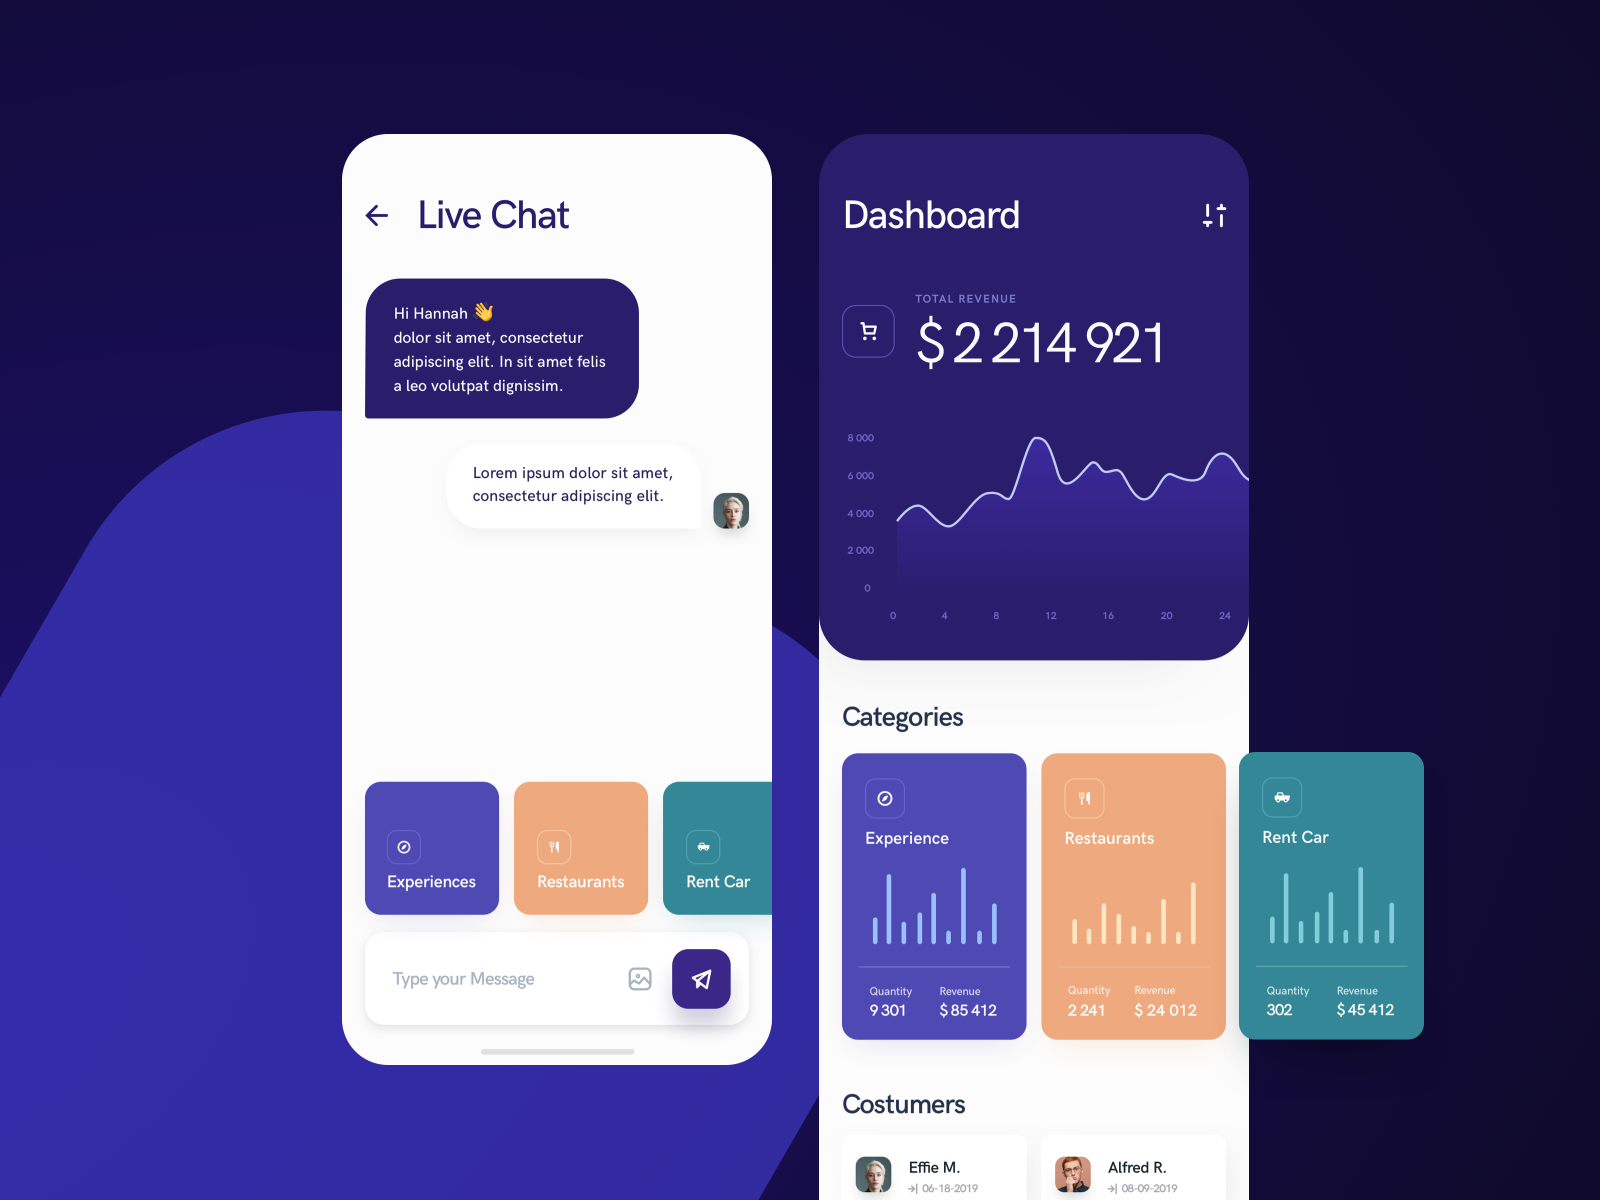 Live Chat
Hi Hannah 👋
dolor sit amet, consectetur
adipiscing elit. In sit amet felis
a leo volutpat dignissim.
Lorem ipsum dolor sit amet,
consectetur adipiscing elit.
Experiences
Restaurants
Rent Car
Type your Message
Dashboard
TOTAL REVENUE
$ 2 214 921
8 000
6 000
4 000
2 000
0
0 4 8 12 16 20 24
Categories
Experience
Quantity Revenue
9 301 $ 85 412
Restaurants
Quantity Revenue
2 241 $ 24 012
Rent Car
Quantity Revenue
302 $ 45 412
Costumers
Effie M.
06-18-2019
Alfred R.
08-09-2019